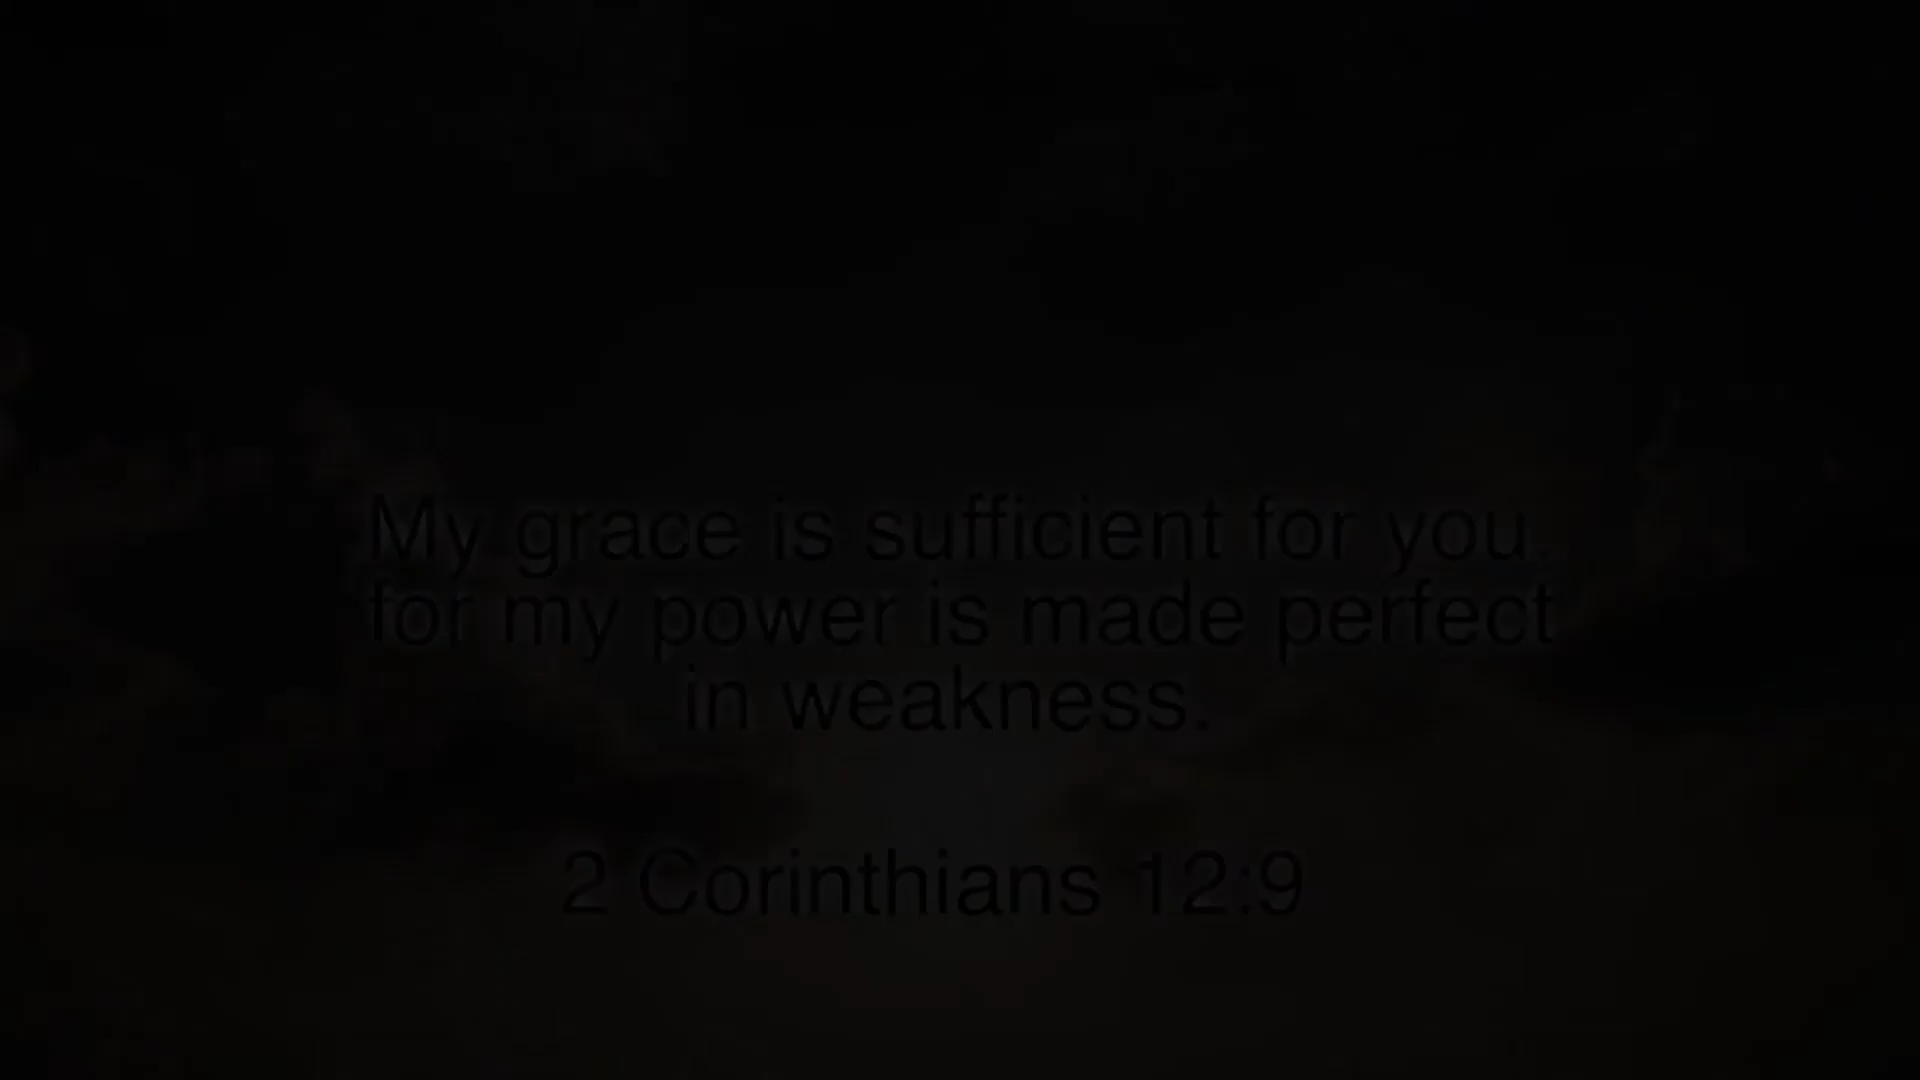 My grace is sufficient for you,
for my power is made perfect
in weakness.
2 Corinthians 12:9